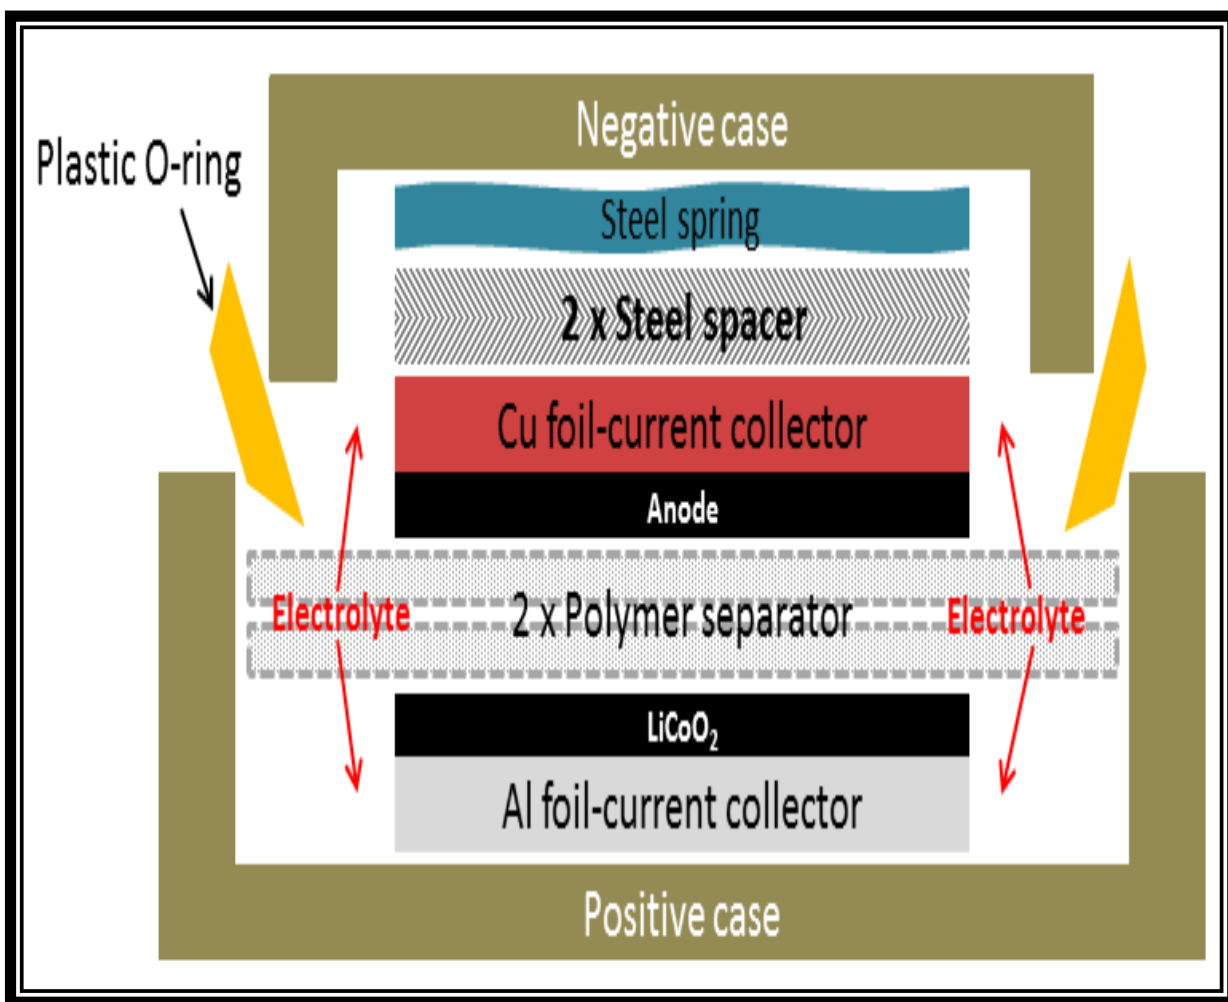 Negative case
Plastic O-ring
Steel spring
2 x Steel spacer
Cu foil-current collector
Anode
Electrolyte
2 x Polymer separator
Electrolyte
LiCoO₂
Al foil-current collector
Positive case